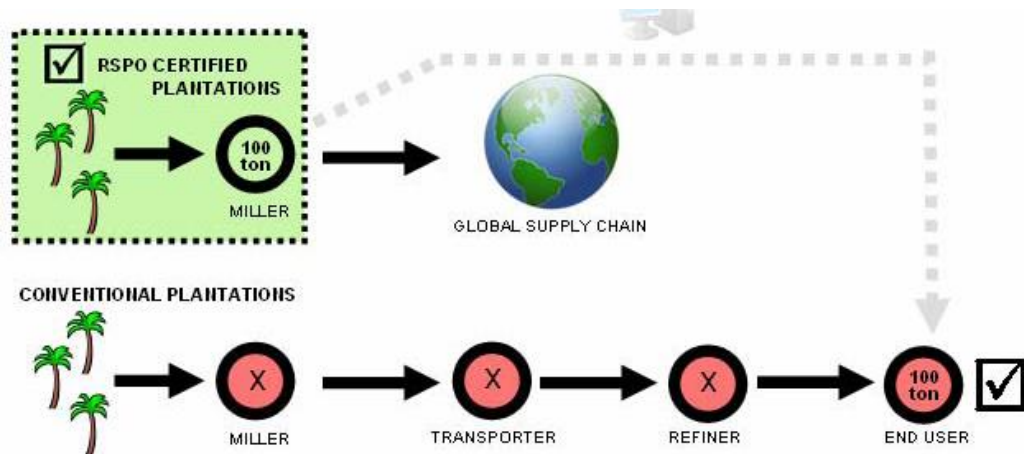 RSPO CERTIFIED
PLANTATIONS
100
ton
MILLER
GLOBAL SUPPLY CHAIN
CONVENTIONAL PLANTATIONS
X
X
X
100
ton
MILLER
TRANSPORTER
REFINER
END USER